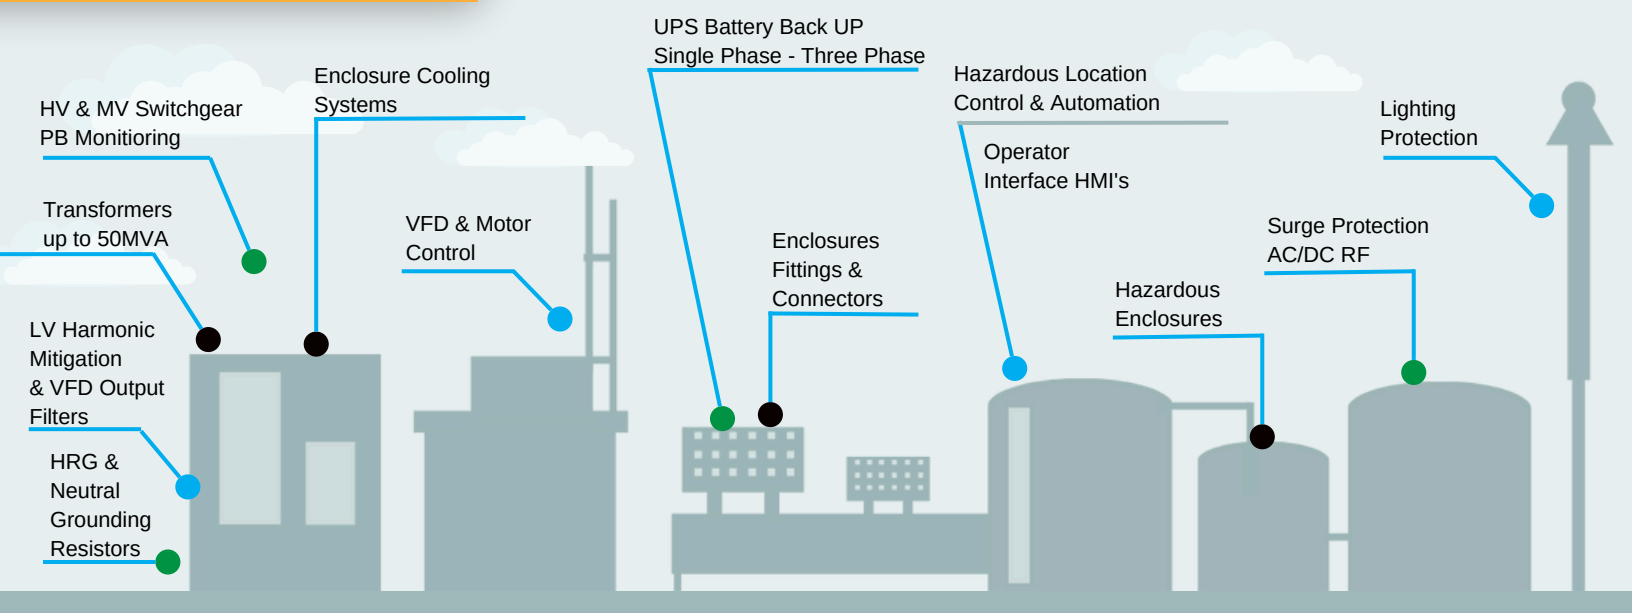 HV & MV Switchgear
PB Monitioring
Transformers
up to 50MVA
LV Harmonic
Mitigation
& VFD Output
Filters
HRG &
Neutral
Grounding
Resistors
Enclosure Cooling
Systems
VFD & Motor
Control
UPS Battery Back UP
Single Phase - Three Phase
Enclosures
Fittings &
Connectors
Hazardous Location
Control & Automation
Operator
Interface HMI's
Hazardous
Enclosures
Surge Protection
AC/DC RF
Lighting
Protection